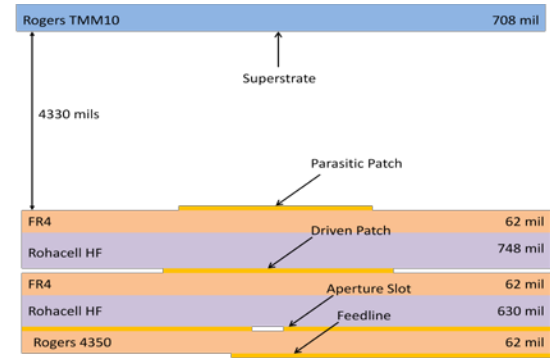 Rogers TMM10 708 mil
Superstrate
4330 mils
Parasitic Patch
FR4 62 mil
Rohacell HF 748 mil
Driven Patch
FR4 62 mil
Aperture Slot
Rohacell HF 630 mil
Feedline
Rogers 4350 62 mil